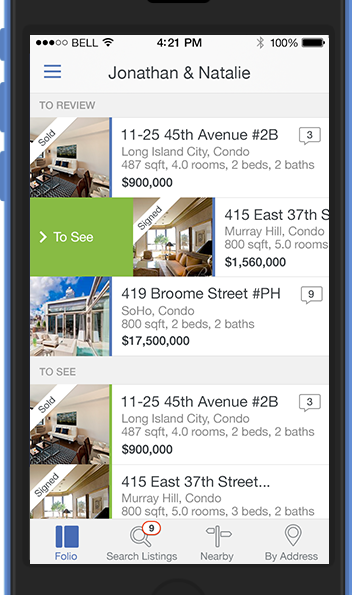 BELL 4:21 PM 100%
Jonathan & Natalie
TO REVIEW
Sold
11-25 45th Avenue #2B 3
Long Island City, Condo
487 sqft, 4.0 rooms, 2 beds, 2 baths
$900,000
To See
Signed
415 East 37th S
Murray Hill, Condo
800 sqft, 5.0 rooms
$1,560,000
419 Broome Street #PH 9
SoHo, Condo
800 sqft, 2 beds, 2 baths
$17,500,000
TO SEE
Sold
11-25 45th Avenue #2B 3
Long Island City, Condo
487 sqft, 4.0 rooms, 2 beds, 2 baths
$900,000
Signed
415 East 37th Street...
Murray Hill, Condo
800 sqft, 5.0 rooms, 3 beds, 2 baths
9
Folio Search Listings Nearby By Address